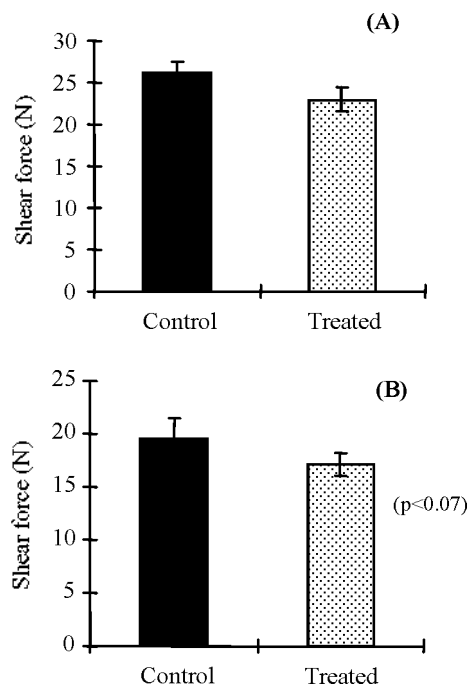 (A)
Shear force (N)
30
25
20
15
10
5
0
Control Treated
(B)
Shear force (N)
25
20
15
10
5
0
(p<0.07)
Control Treated